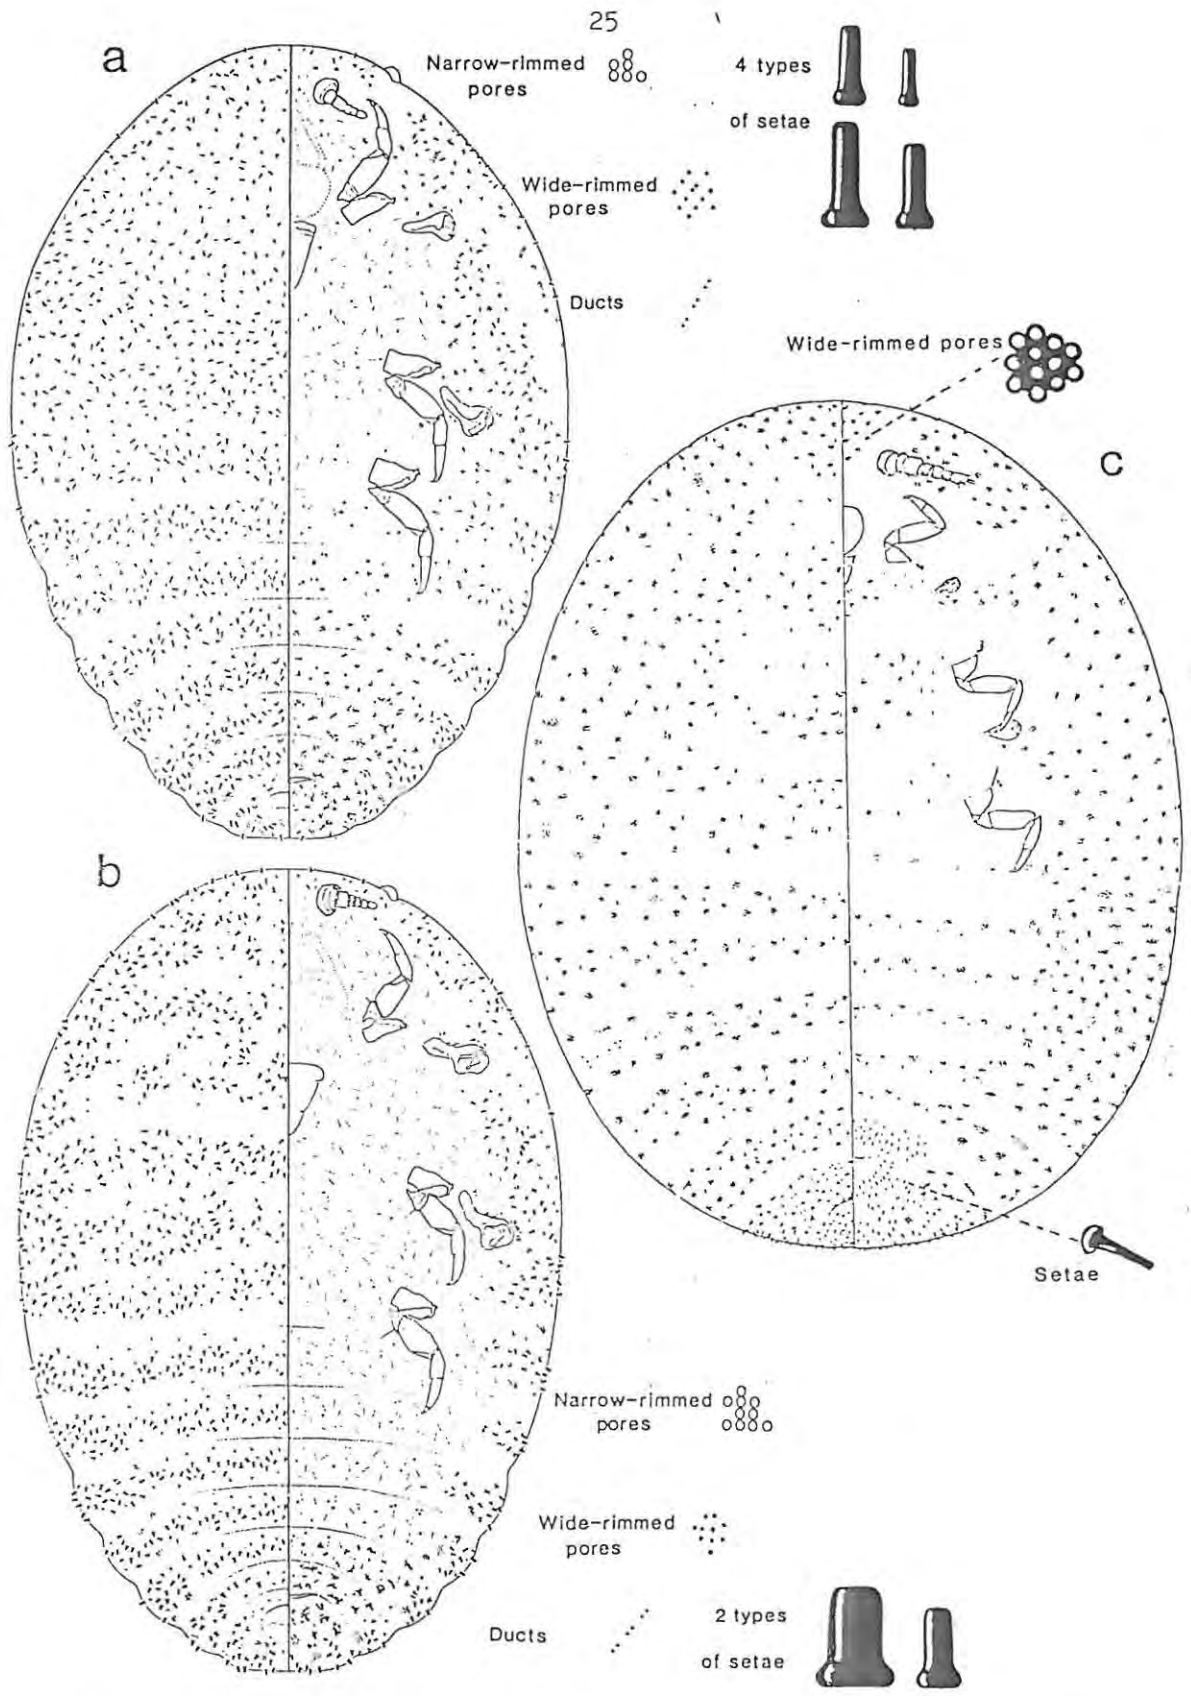 25
a
Narrow-rimmed
pores
4 types
of setae
Wide-rimmed
pores
Ducts
Wide-rimmed pores
c
b
Setae
Narrow-rimmed
pores
Wide-rimmed
pores
Ducts
2 types
of setae